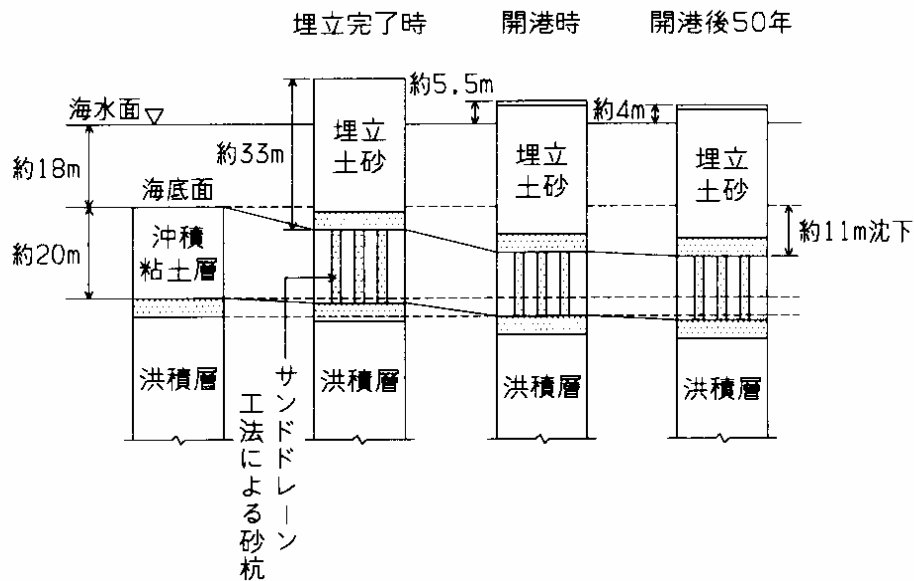 埋立完了時
開港時
開港後50年
約5.5m
海水面
約4m
埋立
土砂
約33m
埋立
土砂
埋立
土砂
約18m
海底面
約11m沈下
沖積
粘土層
約20m
洪積層
洪積層
洪積層
洪積層
サンドドレーン
工法による砂杭